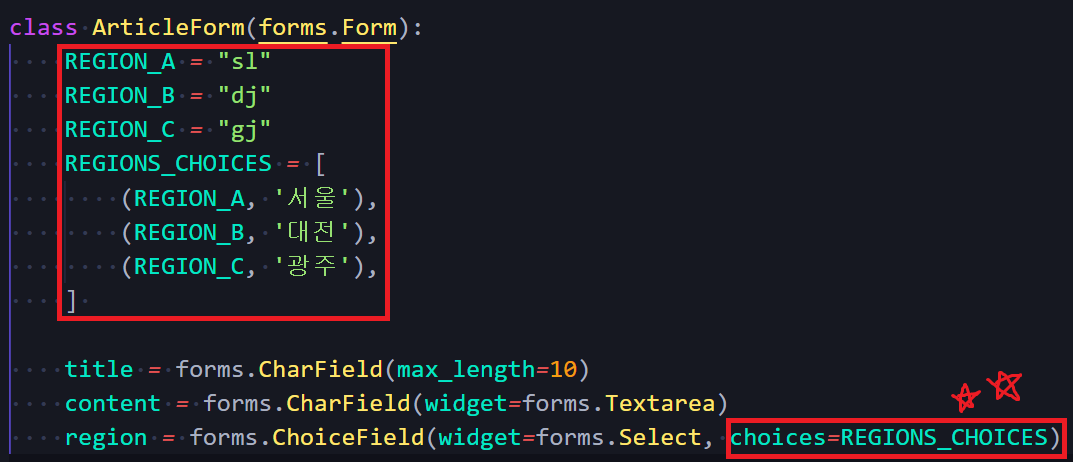 class ArticleForm(forms.Form):
    REGION_A = "sl"
    REGION_B = "dj"
    REGION_C = "gj"
    REGIONS_CHOICES = [
        (REGION_A, '서울'),
        (REGION_B, '대전'),
        (REGION_C, '광주'),
    ]
    title = forms.CharField(max_length=10)
    content = forms.CharField(widget=forms.Textarea)
    region = forms.ChoiceField(widget=forms.Select, choices=REGIONS_CHOICES)